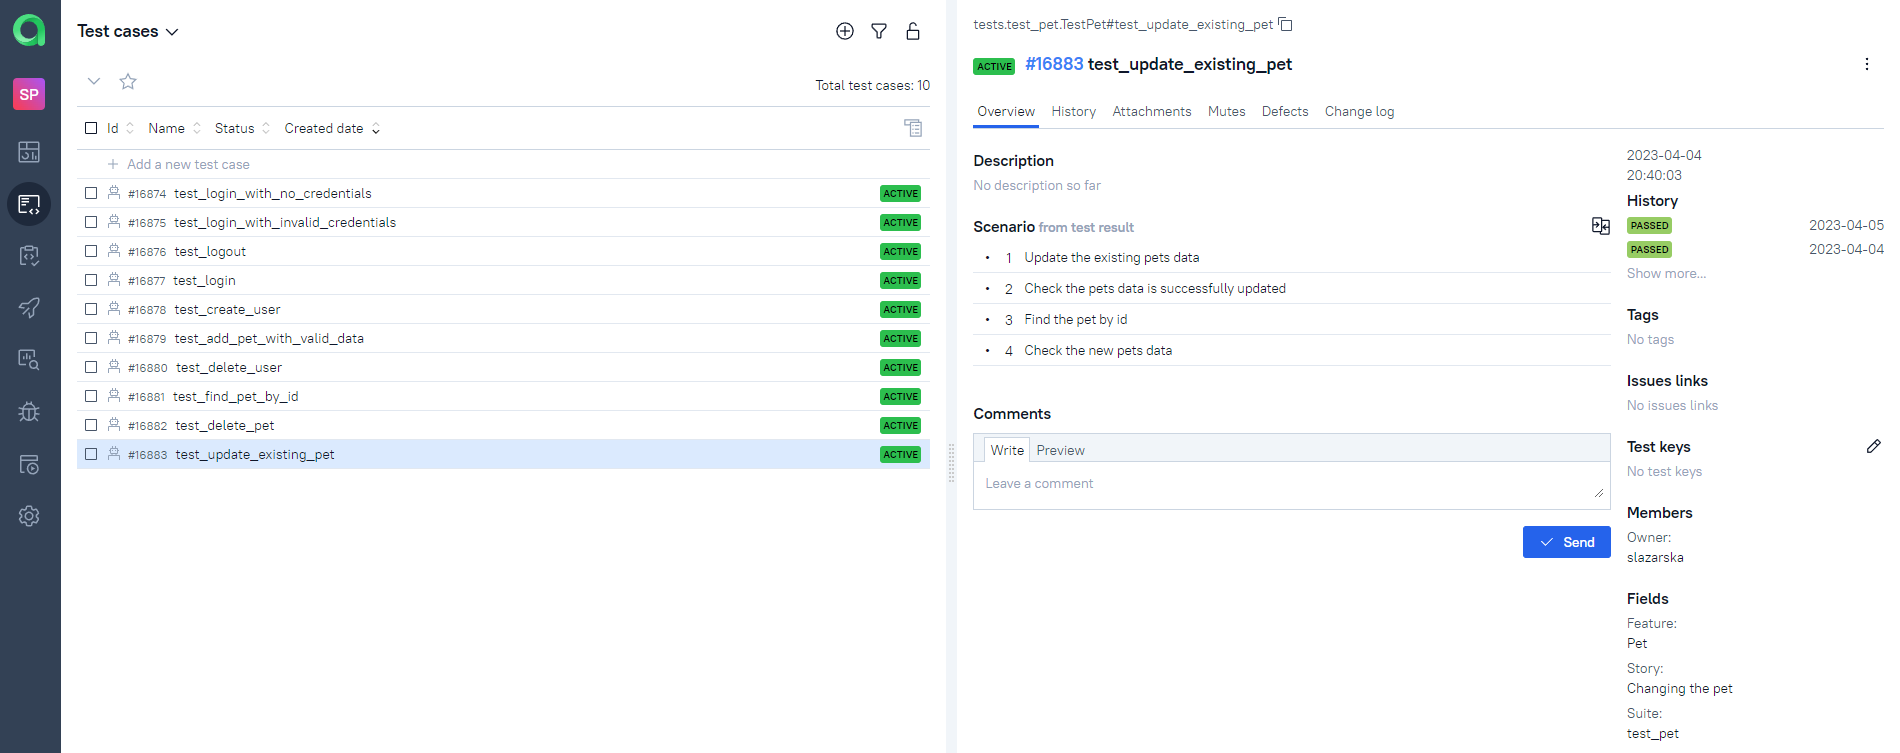 SP
Test cases
Total test cases: 10
Id Name Status Created date
Add a new test case
#16874 test_login_with_no_credentials ACTIVE
#16875 test_login_with_invalid_credentials ACTIVE
#16876 test_logout ACTIVE
#16877 test_login ACTIVE
#16878 test_create_user ACTIVE
#16879 test_add_pet_with_valid_data ACTIVE
#16880 test_delete_user ACTIVE
#16881 test_find_pet_by_id ACTIVE
#16882 test_delete_pet ACTIVE
#16883 test_update_existing_pet ACTIVE
tests.test_pet.TestPet#test_update_existing_pet
ACTIVE #16883 test_update_existing_pet
Overview History Attachments Mutes Defects Change log
Description
No description so far
Scenario from test result
• 1 Update the existing pets data
• 2 Check the pets data is successfully updated
• 3 Find the pet by id
• 4 Check the new pets data
Comments
Write Preview
Leave a comment
Send
2023-04-04
20:40:03
History
PASSED 2023-04-05
PASSED 2023-04-04
Show more...
Tags
No tags
Issues links
No issues links
Test keys
No test keys
Members
Owner:
slazarska
Fields
Feature:
Pet
Story:
Changing the pet
Suite:
test_pet